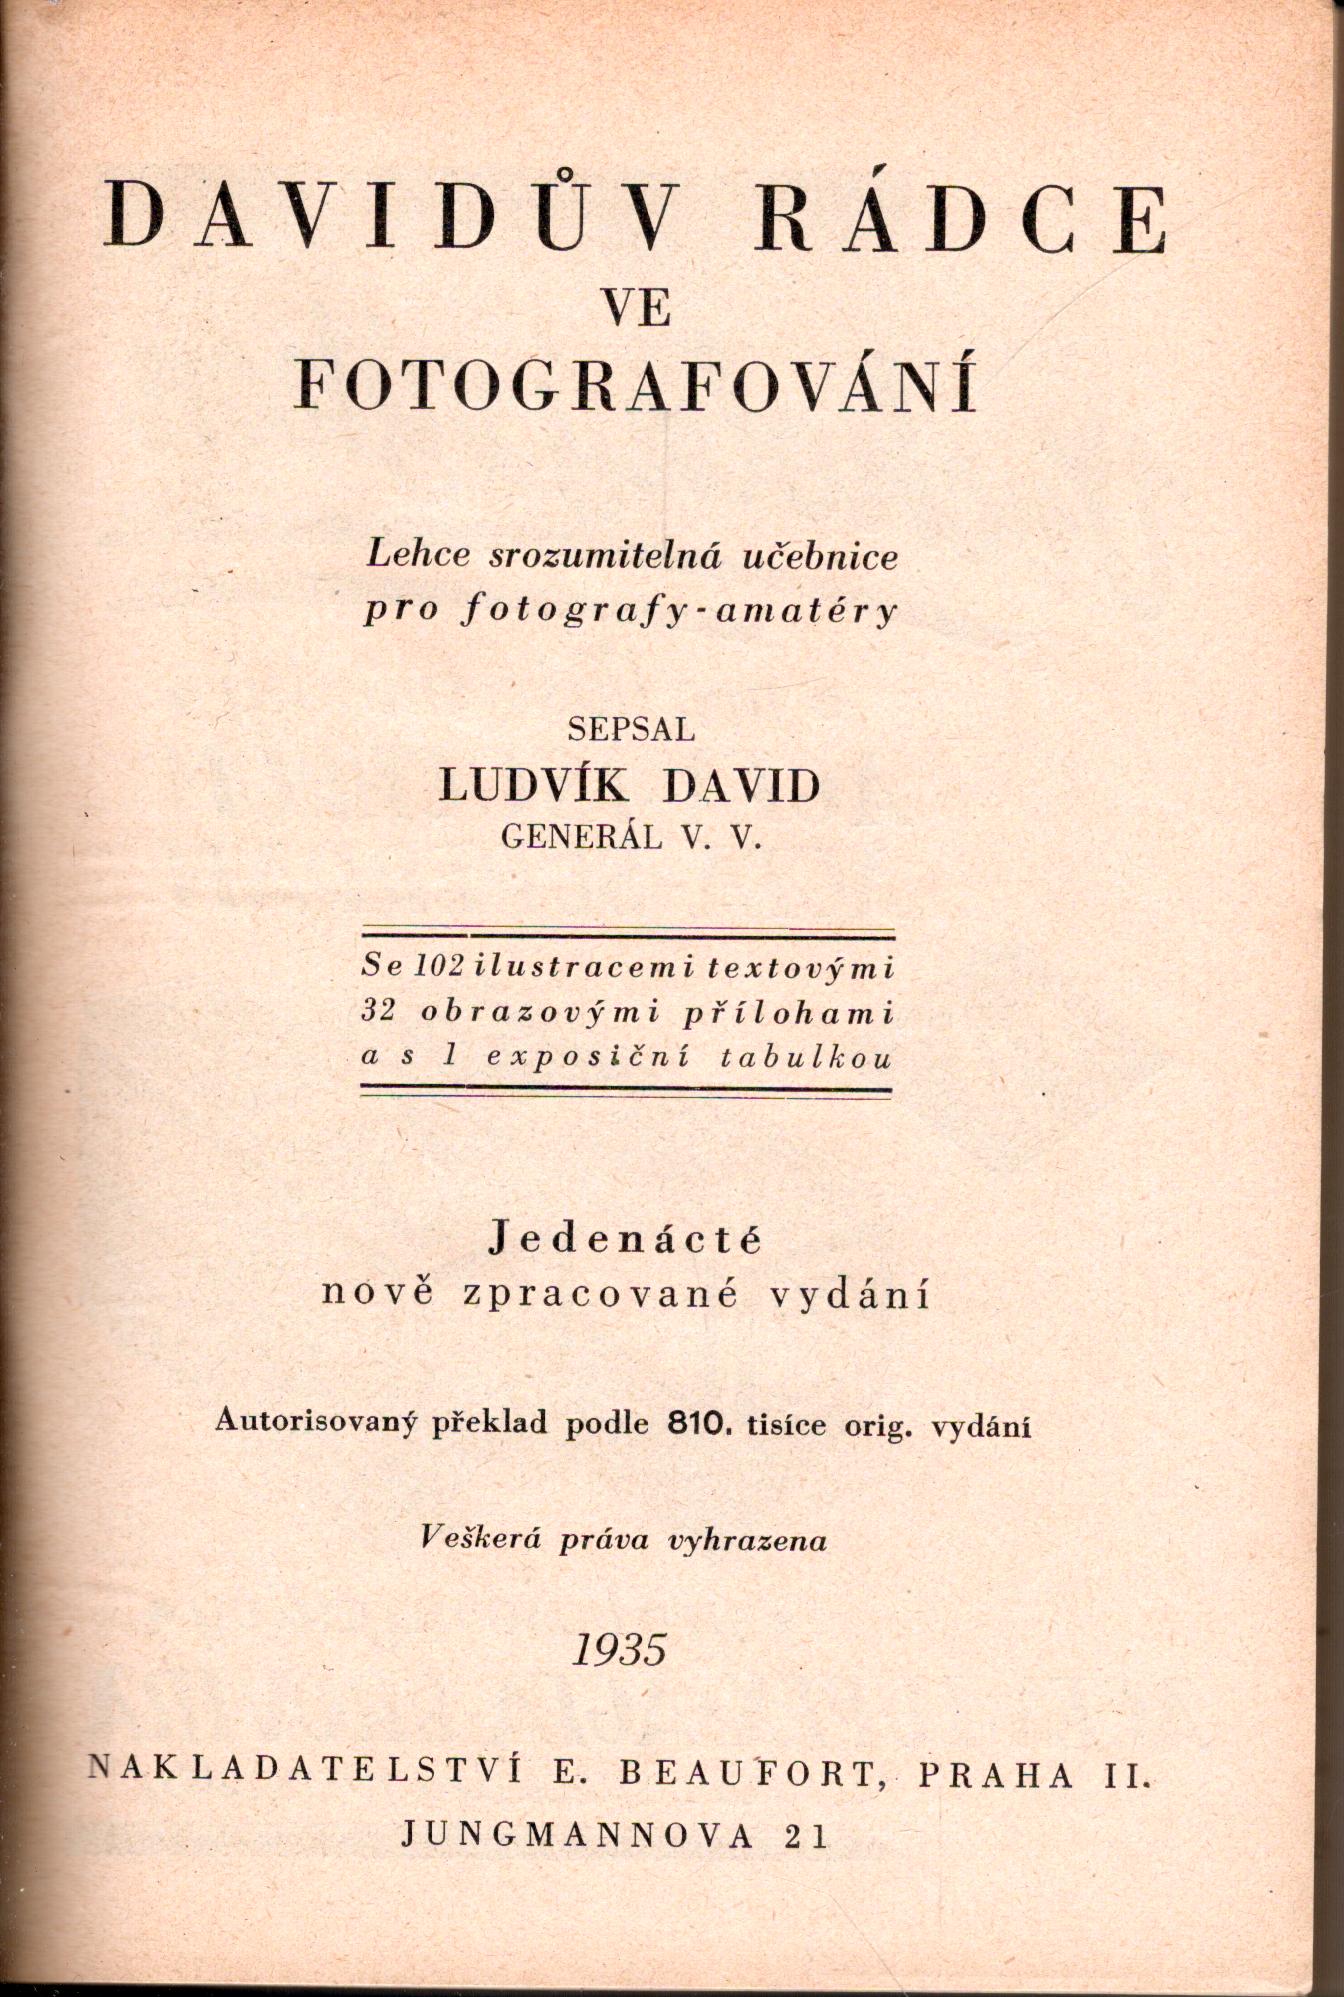 DAVIDŮV RÁDCE
VE
FOTOGRAFOVÁNÍ
Lehce srozumitelná učebnice
pro fotografy-amatéry
SEPSAL
LUDVÍK DAVID
GENERÁL V. V.
Se 102 ilustracemi textovými
32 obrazovými přílohami
a s 1 exposiční tabulkou
Jedenácté
nově zpracované vydání
Autorisovaný překlad podle 810. tisíce orig. vydání
Veškerá práva vyhrazena
1935
NAKLADATELSTVÍ E. BEAUFORT, PRAHA II.
JUNGMANNOVA 21